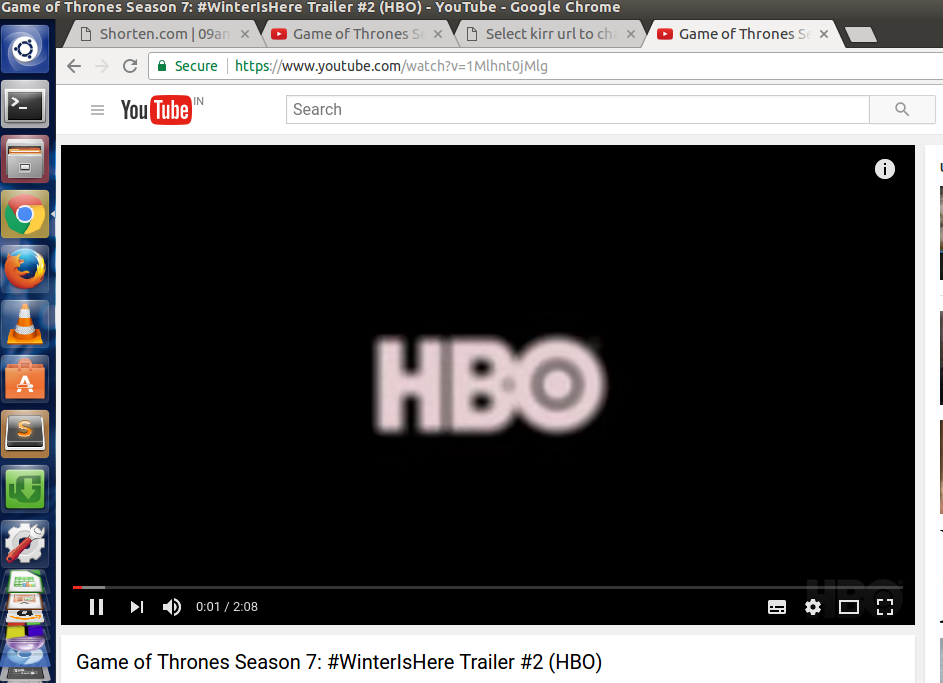 Game of Thrones Season 7: #WinterIsHere Trailer #2 (HBO) - YouTube - Google Chrome
Shorten.com | 09an
Game of Thrones Se
Select kirr url to cha
Game of Thrones Se
Secure
https://www.youtube.com/watch?v=1Mlhnt0jMlg
YouTube IN
Search
HBO
HBO
0:01 / 2:08
Game of Thrones Season 7: #WinterIsHere Trailer #2 (HBO)